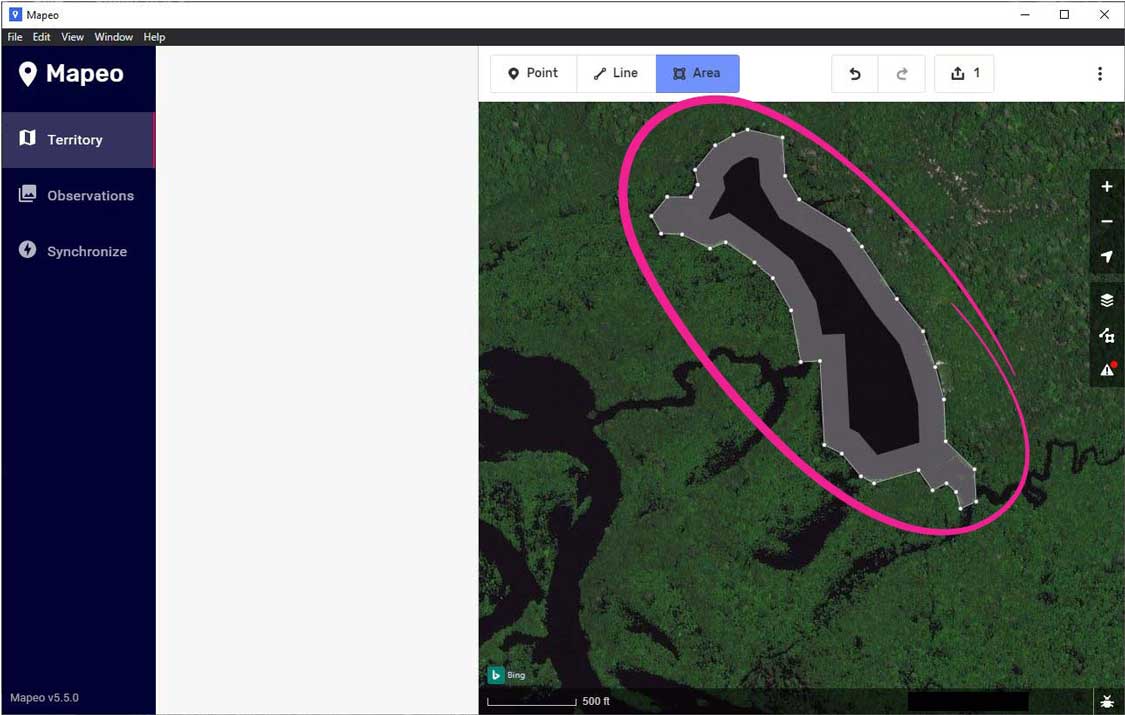 Mapeo
File Edit View Window Help
Mapeo
Point Line Area 1
Territory
Observations
Synchronize
Mapeo v5.5.0
b Bing
500 ft